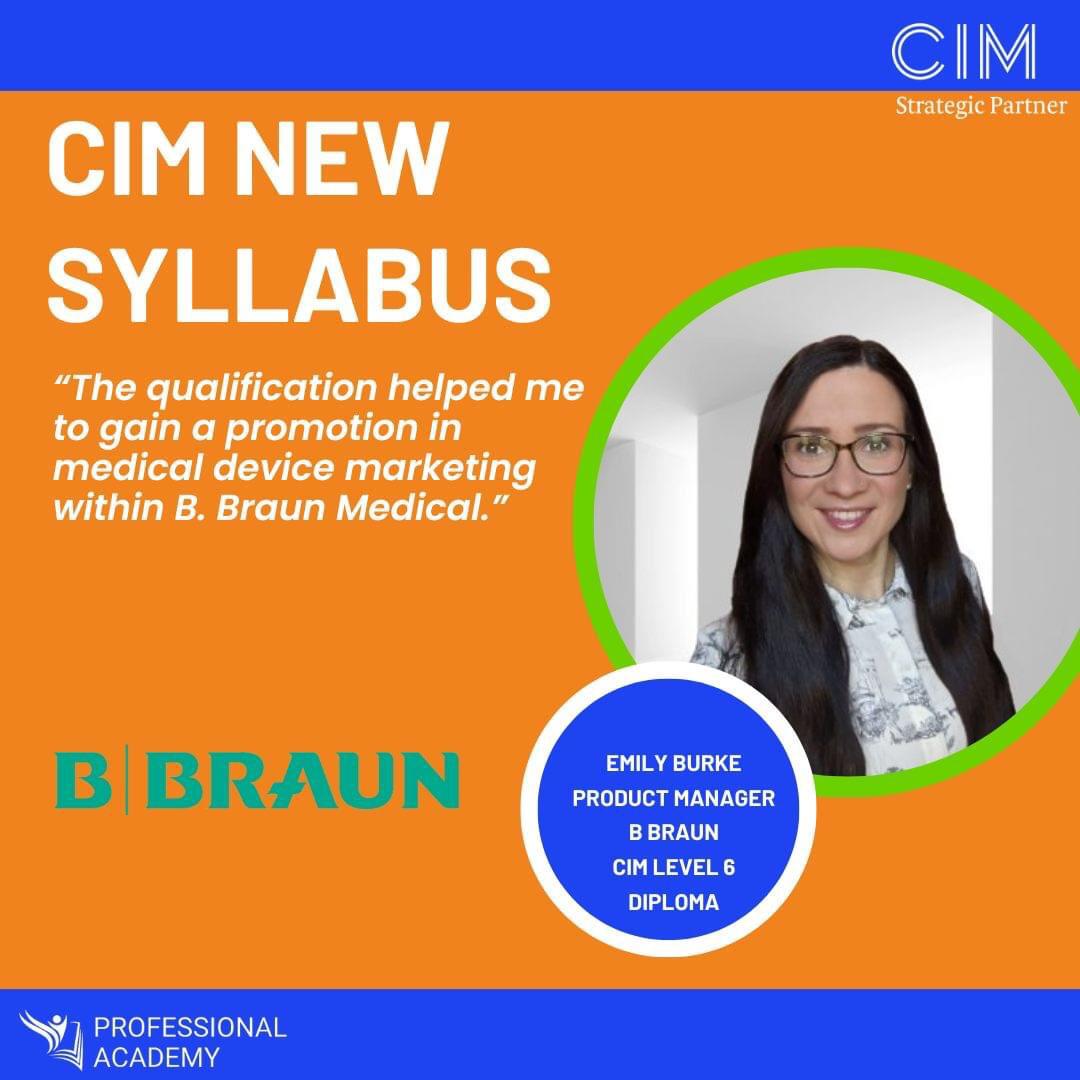 CIM
Strategic Partner
CIM NEW
SYLLABUS
“The qualification helped me
to gain a promotion in
medical device marketing
within B. Braun Medical.”
B|BRAUN
EMILY BURKE
PRODUCT MANAGER
B BRAUN
CIM LEVEL 6
DIPLOMA
PROFESSIONAL
ACADEMY